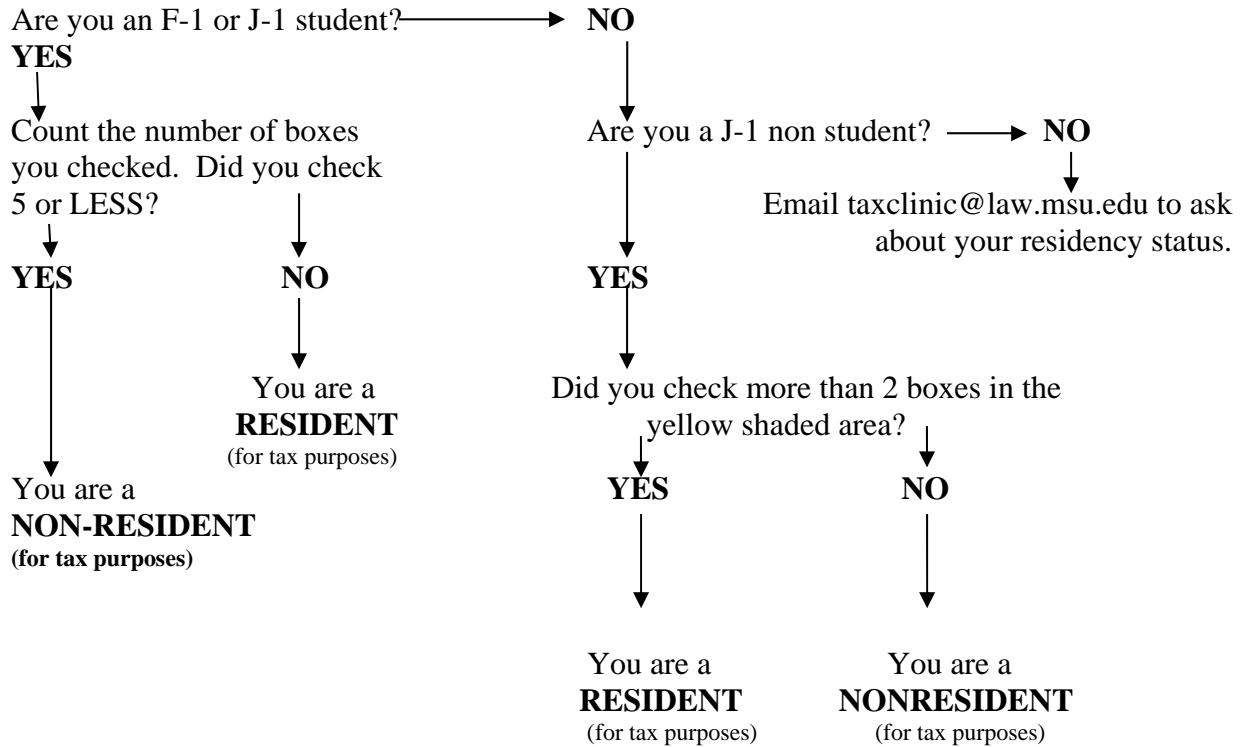 Are you an F-1 or J-1 student?
NO
YES
Count the number of boxes
you checked. Did you check
5 or LESS?
Are you a J-1 non student?
NO
Email taxclinic@law.msu.edu to ask
about your residency status.
YES
NO
YES
You are a
RESIDENT
(for tax purposes)
Did you check more than 2 boxes in the
yellow shaded area?
You are a
NON-RESIDENT
(for tax purposes)
YES
NO
You are a
RESIDENT
(for tax purposes)
You are a
NONRESIDENT
(for tax purposes)